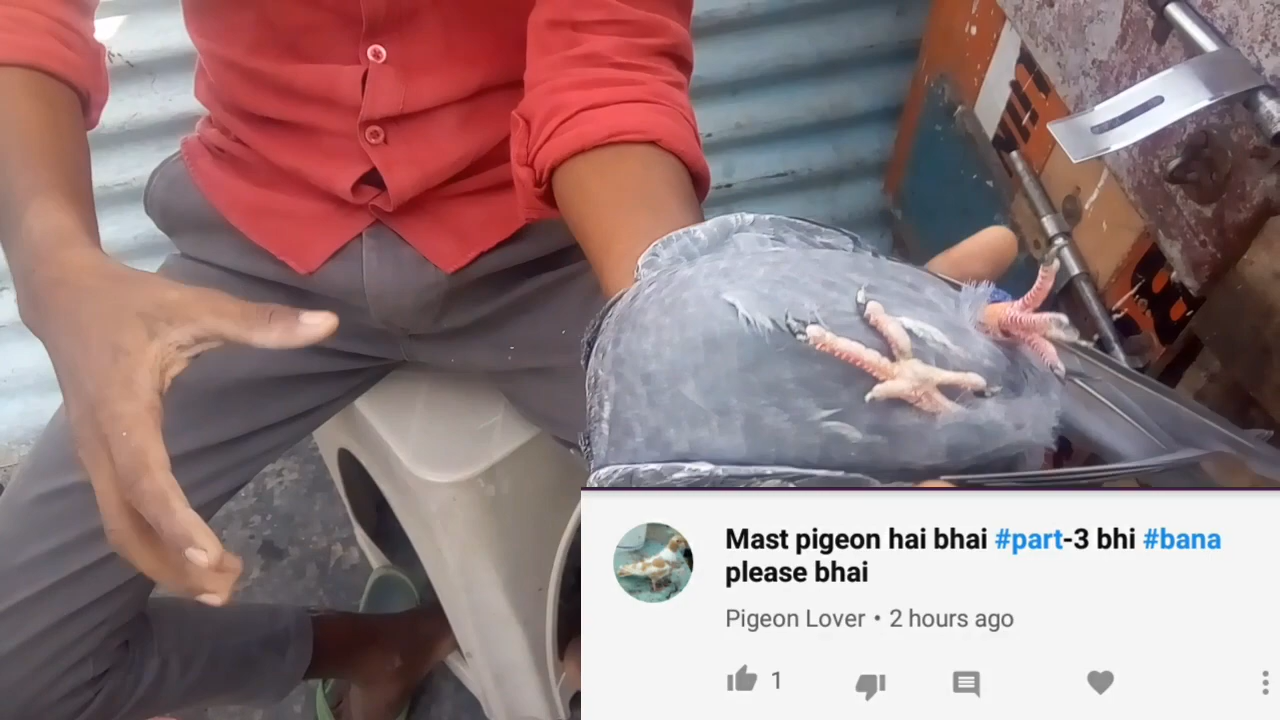 Mast pigeon hai bhai #part-3 bhi #bana
please bhai
Pigeon Lover • 2 hours ago
1